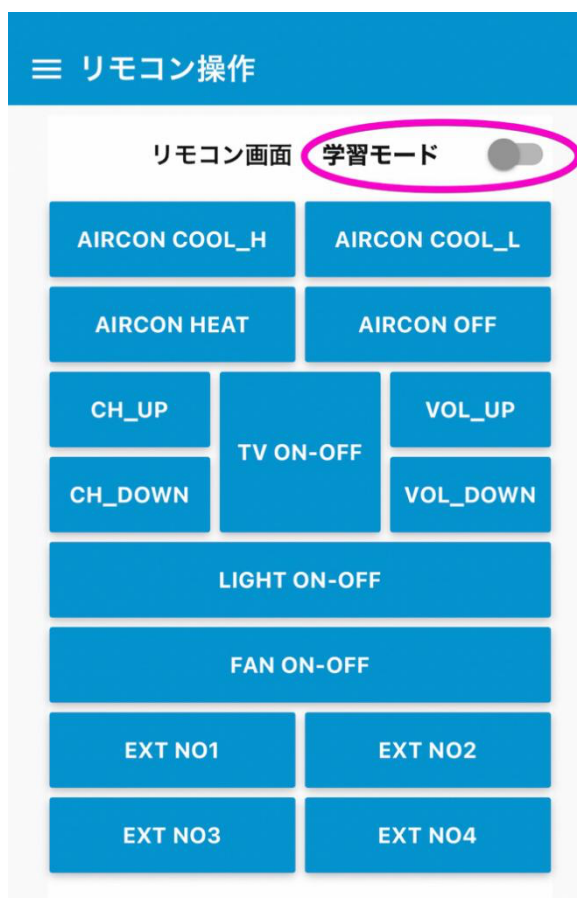 リモコン操作
リモコン画面 学習モード
AIRCON COOL_H AIRCON COOL_L
AIRCON HEAT AIRCON OFF
CH_UP VOL_UP
TV ON-OFF
CH_DOWN VOL_DOWN
LIGHT ON-OFF
FAN ON-OFF
EXT NO1 EXT NO2
EXT NO3 EXT NO4